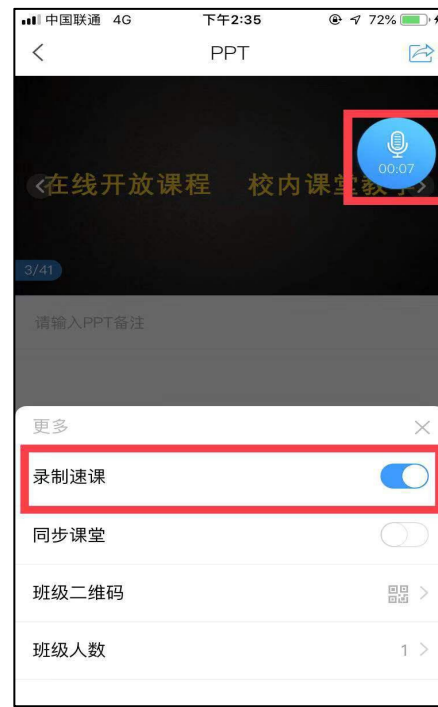 中国联通 4G 下午2:35 72%
PPT
00:07
在线开放课程 校内课堂教学
3/41
请输入PPT备注
更多
录制速课
同步课堂
班级二维码
班级人数 1